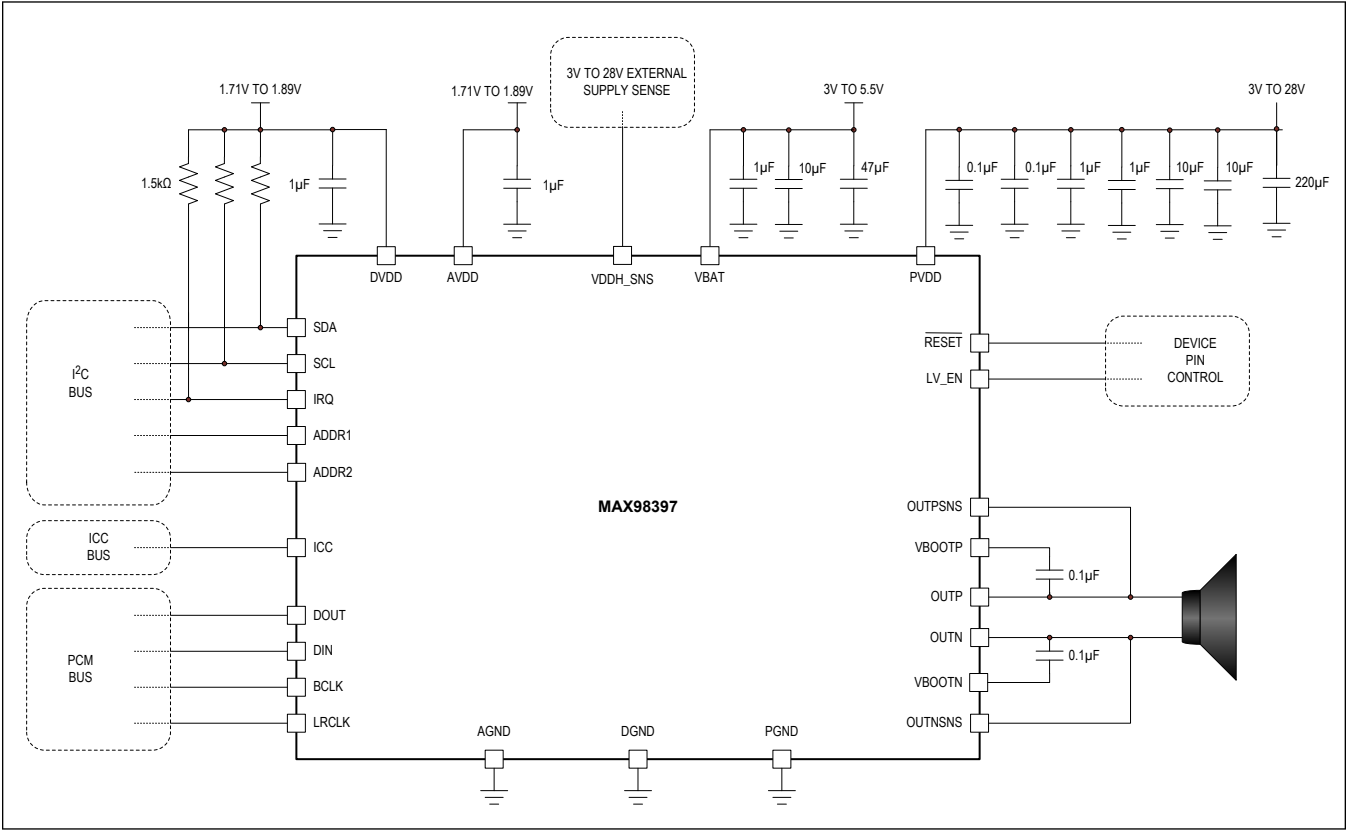 3V TO 28V EXTERNAL
SUPPLY SENSE
1.71V TO 1.89V
1.71V TO 1.89V
3V TO 5.5V
3V TO 28V
1.5kΩ
1µF
1µF
1µF
10µF
47µF
0.1µF
0.1µF
1µF
1µF
10µF
10µF
220µF
DVDD
AVDD
VDDH_SNS
VBAT
PVDD
I²C
BUS
SDA
SCL
IRQ
ADDR1
ADDR2
RESET
LV_EN
DEVICE
PIN
CONTROL
MAX98397
ICC
BUS
ICC
OUTPSNS
VBOOTP
0.1µF
OUTP
OUTN
0.1µF
VBOOTN
OUTNSNS
PCM
BUS
DOUT
DIN
BCLK
LRCLK
AGND
DGND
PGND